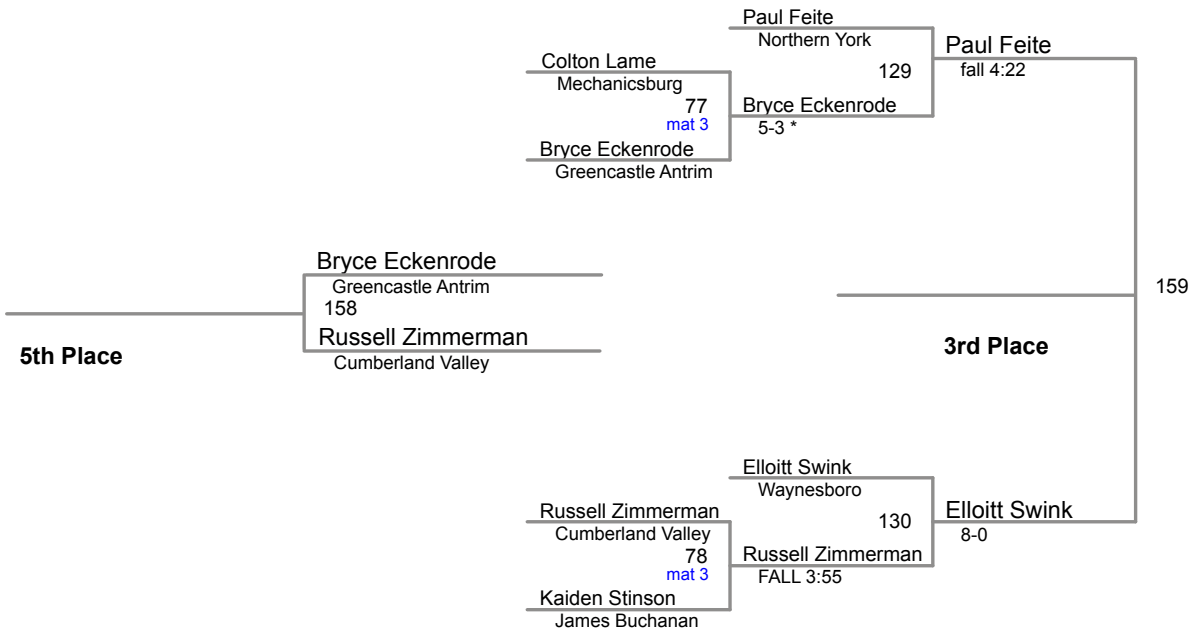 Paul Feite
Northern York
129
Paul Feite
fall 4:22
Colton Lame
Mechanicsburg
77
mat 3
Bryce Eckenrode
5-3 *
Bryce Eckenrode
Greencastle Antrim
Bryce Eckenrode
Greencastle Antrim
158
Russell Zimmerman
Cumberland Valley
5th Place
159
3rd Place
Elloitt Swink
Waynesboro
130
Elloitt Swink
8-0
Russell Zimmerman
Cumberland Valley
78
mat 3
Russell Zimmerman
FALL 3:55
Kaiden Stinson
James Buchanan